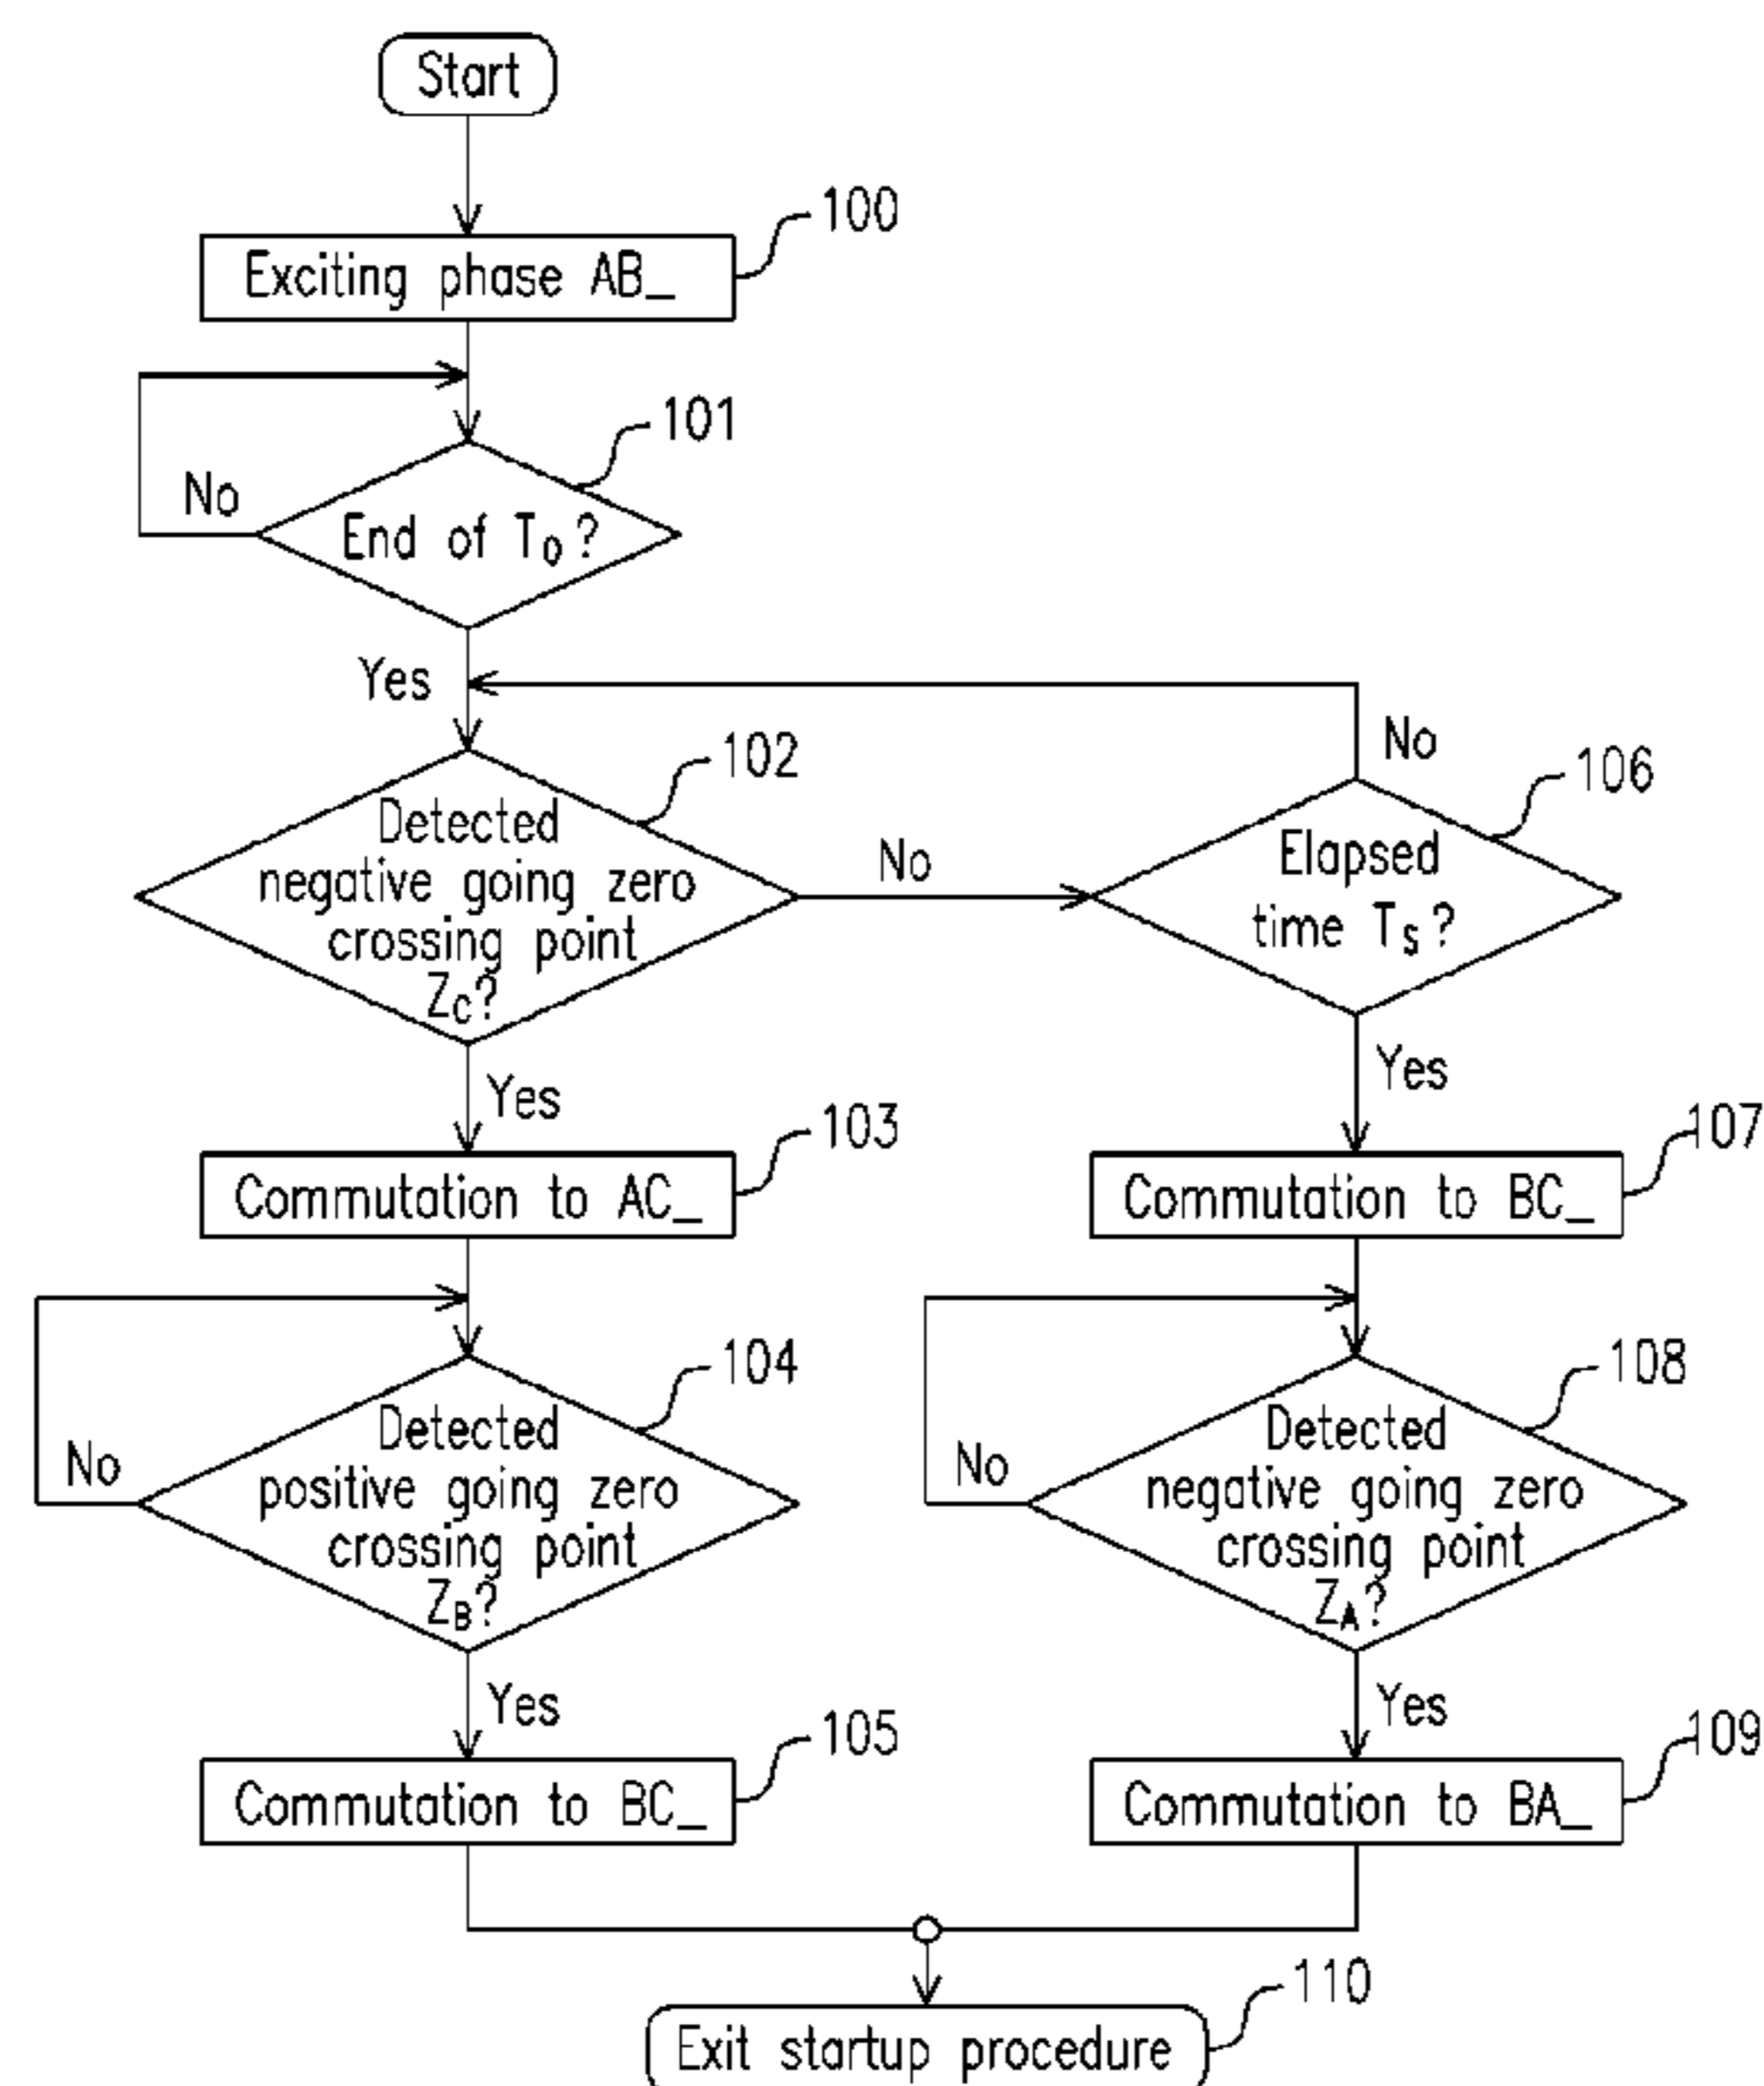 Start
100
Exciting phase AB_
101
No
End of T0?
Yes
No
102
106
Detected
negative going zero
crossing point
ZC?
No
Elapsed
time TS?
Yes
Yes
103
107
Commutation to AC_
Commutation to BC_
104
108
No
Detected
positive going zero
crossing point
ZB?
No
Detected
negative going zero
crossing point
ZA?
Yes
Yes
105
109
Commutation to BC_
Commutation to BA_
110
Exit startup procedure